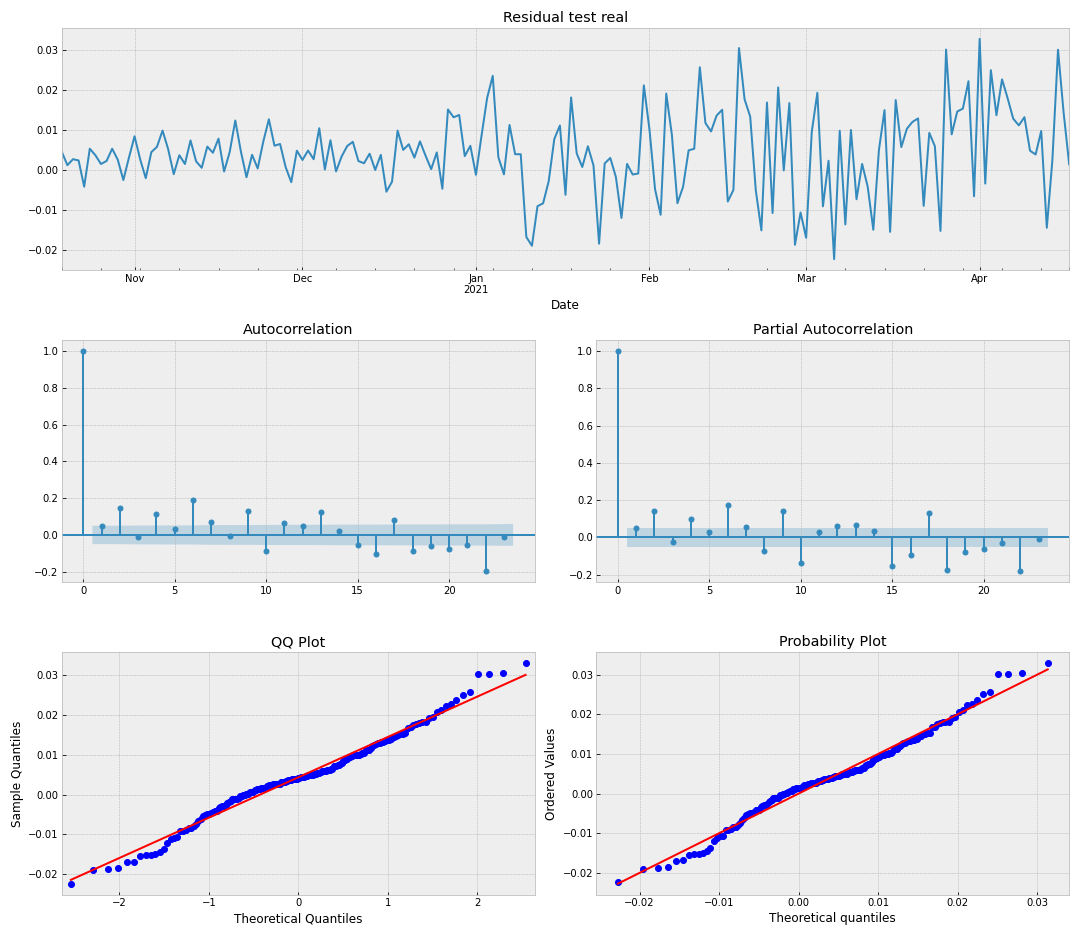 Residual test real
0.03
0.02
0.01
0.00
−0.01
−0.02
Nov Dec Jan Feb Mar Apr
2021
Date
Autocorrelation
1.0
0.8
0.6
0.4
0.2
0.0
−0.2
0 5 10 15 20
Partial Autocorrelation
1.0
0.8
0.6
0.4
0.2
0.0
−0.2
0 5 10 15 20
QQ Plot
Sample Quantiles
0.03
0.02
0.01
0.00
−0.01
−0.02
−2 −1 0 1 2
Theoretical Quantiles
Probability Plot
Ordered Values
0.03
0.02
0.01
0.00
−0.01
−0.02
−0.02 −0.01 0.00 0.01 0.02 0.03
Theoretical quantiles